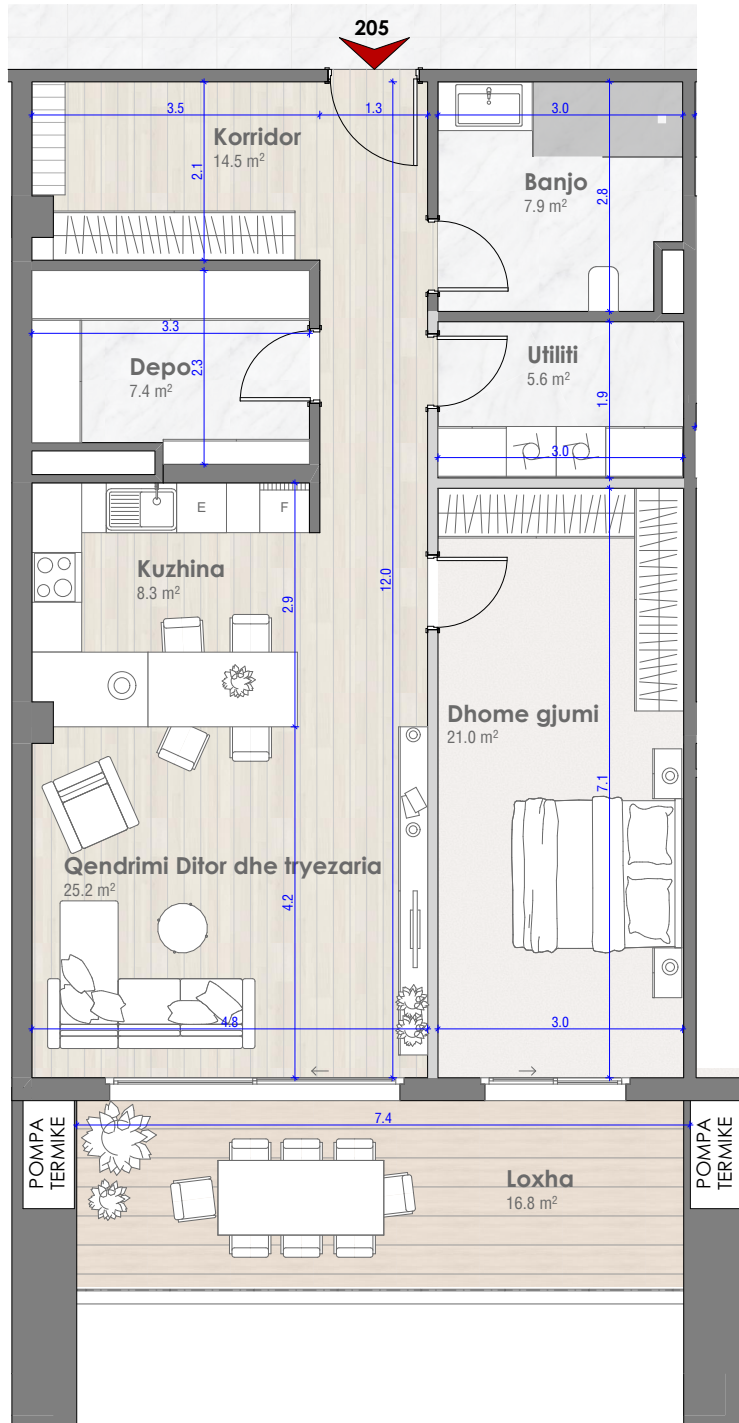 205
3.5
1.3
3.0
Korridor
14.5 m²
2.1
Banjo
7.9 m²
2.8
3.3
Depo
7.4 m²
2.3
Utiliti
5.6 m²
1.9
3.0
E
F
Kuzhina
8.3 m²
2.9
12.0
Dhome gjumi
21.0 m²
7.1
Qendrimi Ditor dhe tryezaria
25.2 m²
4.2
4.8
3.0
7.4
POMPA
TERMIKE
POMPA
TERMIKE
Loxha
16.8 m²